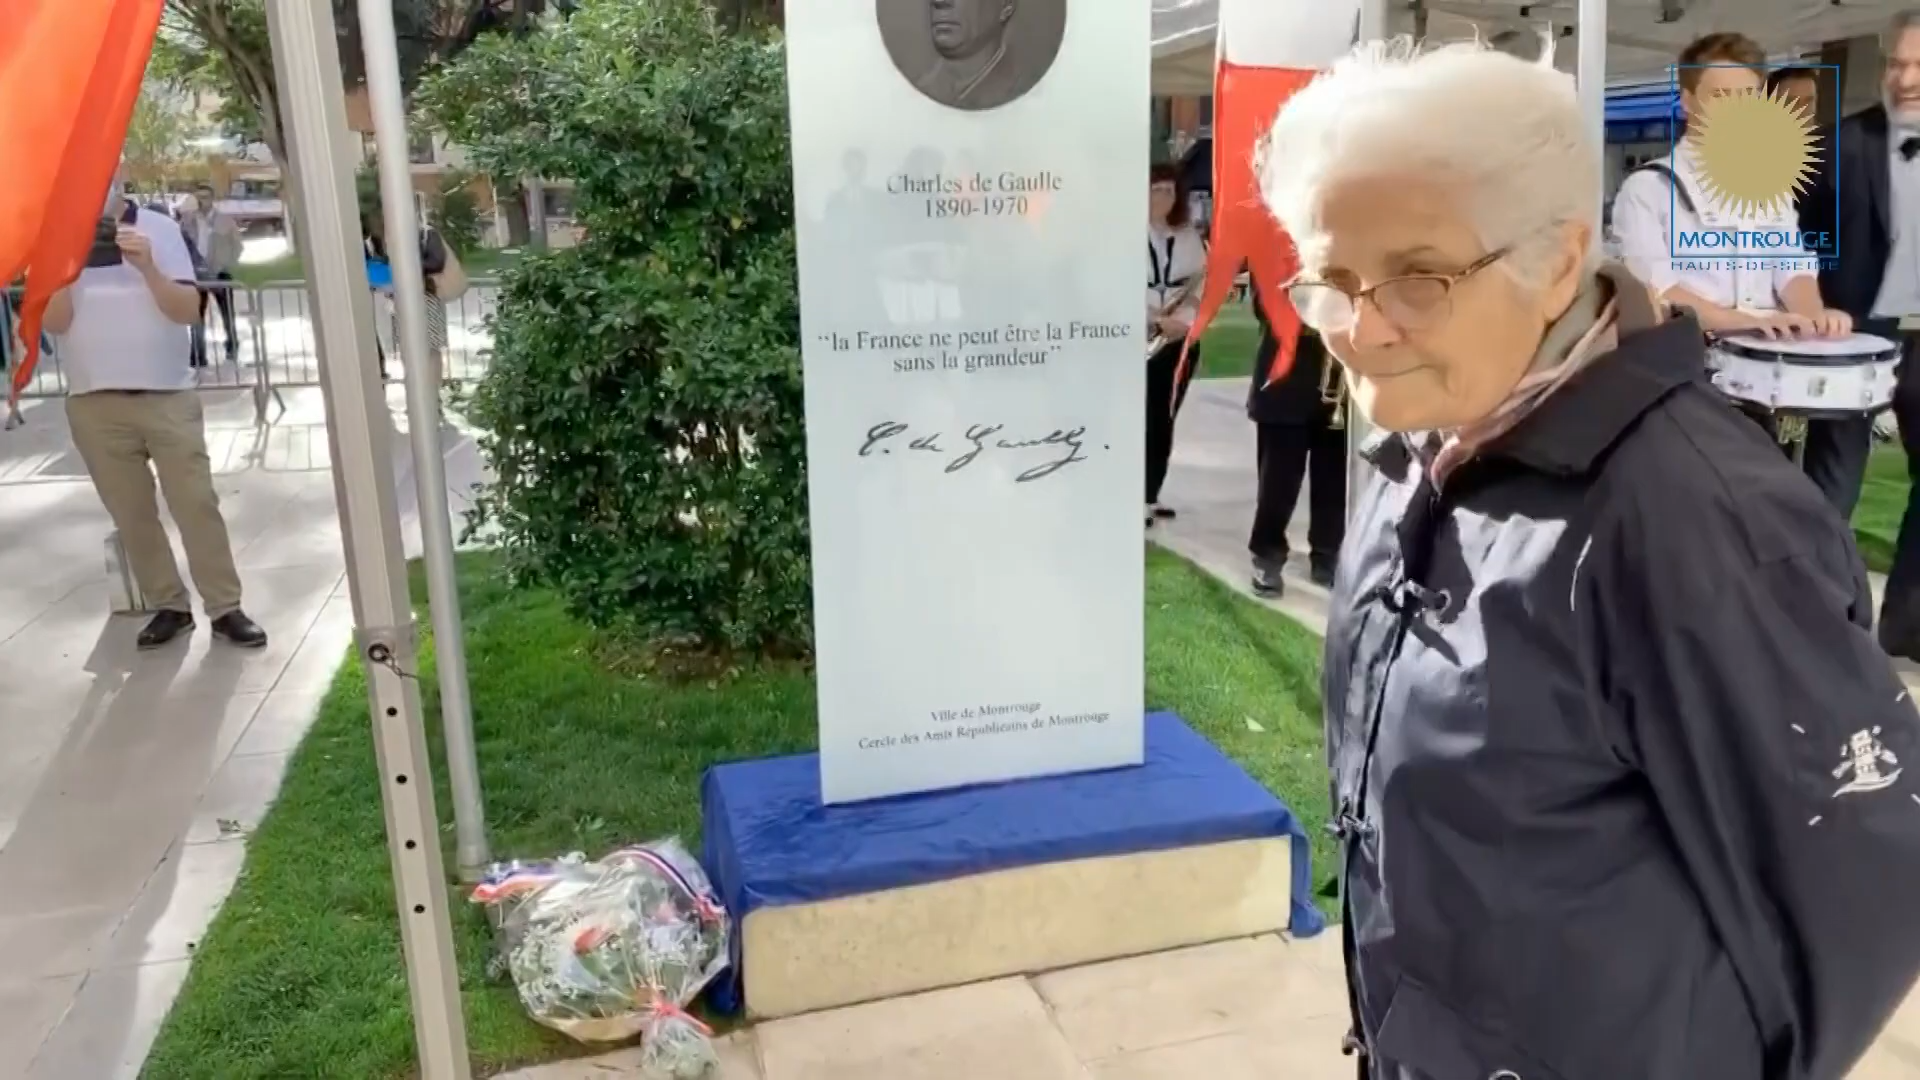 Charles de Gaulle
1890-1970
"la France ne peut être la France
sans la grandeur"
C. de Gaulle.
Ville de Montrouge
Cercle des Amis Républicains de Montrouge
MONTROUGE
HAUTS-DE-SEINE